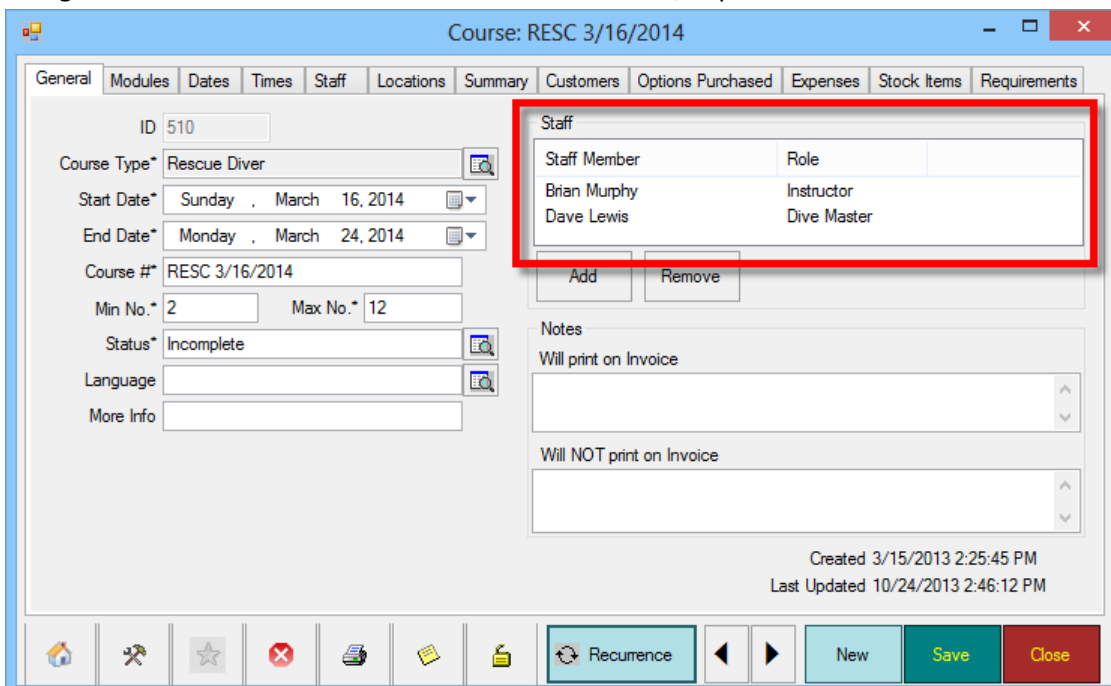 Course: RESC 3/16/2014
General Modules Dates Times Staff Locations Summary Customers Options Purchased Expenses Stock Items Requirements
ID 510
Course Type* Rescue Diver
Start Date* Sunday , March 16, 2014
End Date* Monday , March 24, 2014
Course #* RESC 3/16/2014
Min No.* 2 Max No.* 12
Status* Incomplete
Language
More Info
Staff
Staff Member Role
Brian Murphy Instructor
Dave Lewis Dive Master
Add Remove
Notes
Will print on Invoice
Will NOT print on Invoice
Created 3/15/2013 2:25:45 PM
Last Updated 10/24/2013 2:46:12 PM
Recurrence New Save Close